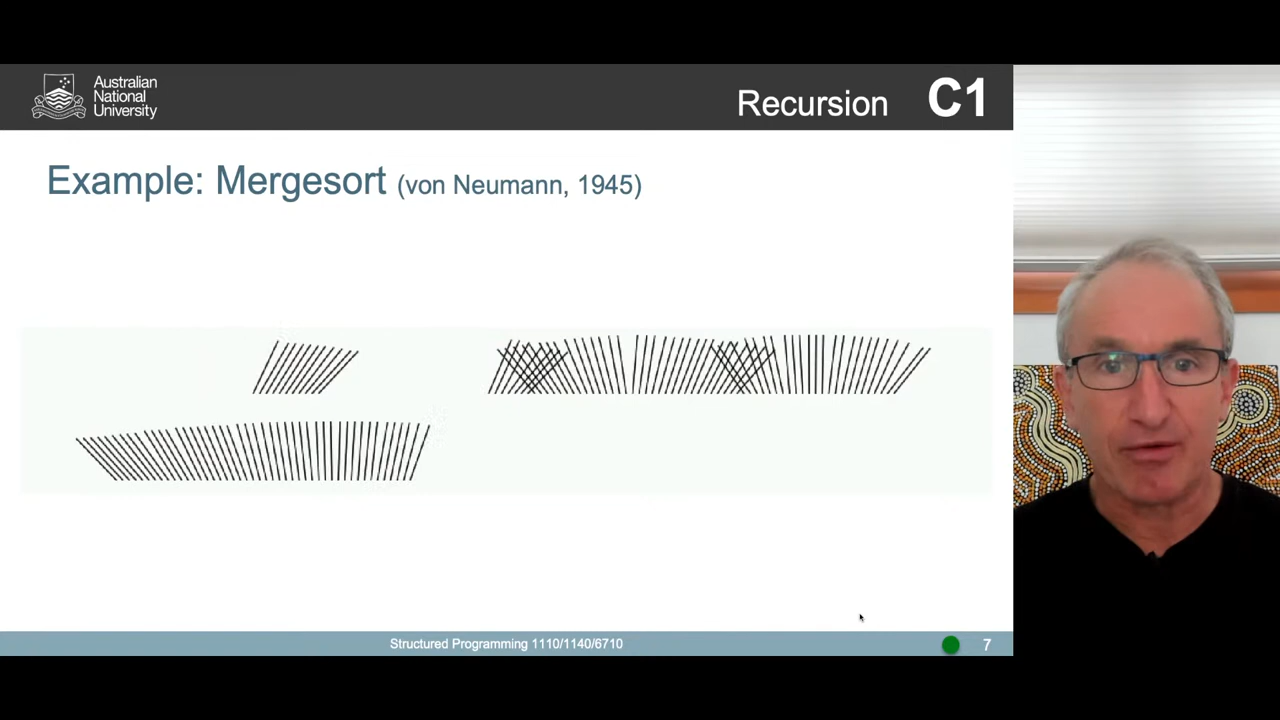 Australian
National
University
Recursion C1
Example: Mergesort (von Neumann, 1945)
Structured Programming 1110/1140/6710
7